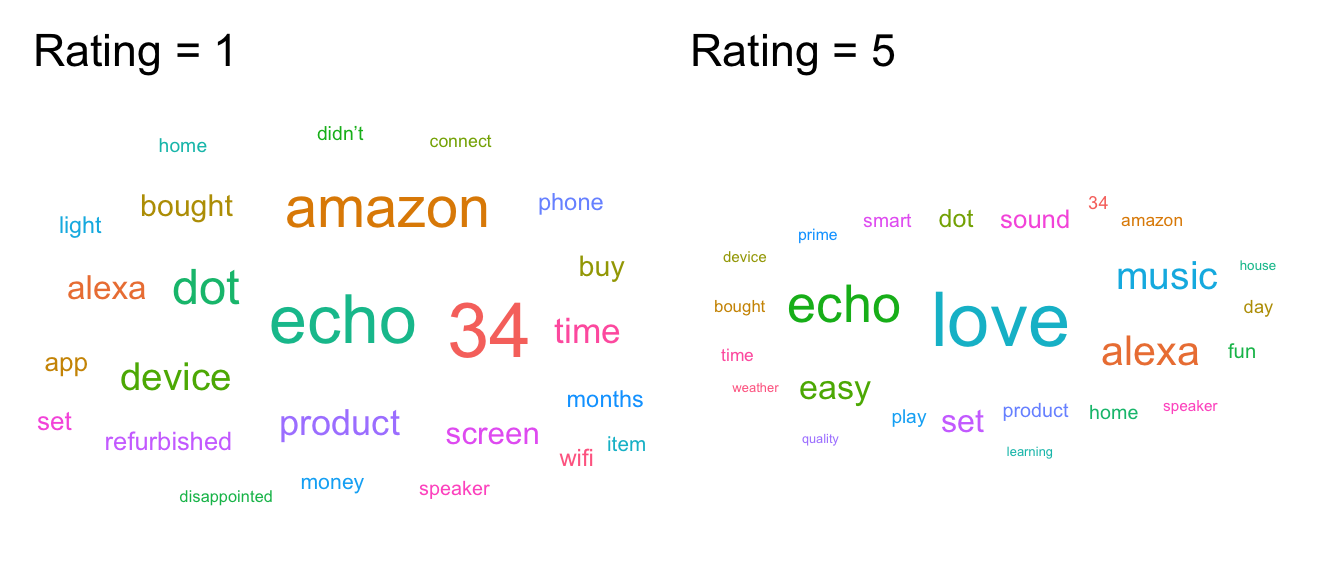 Rating = 1
didn't
connect
home
bought
amazon
phone
light
buy
alexa
dot
echo
34
time
app
device
months
set
refurbished
product
screen
item
wifi
money
speaker
disappointed
Rating = 5
34
smart
dot
sound
amazon
prime
device
music
house
bought
echo
love
day
time
alexa
fun
weather
easy
play
set
product
home
speaker
quality
learning